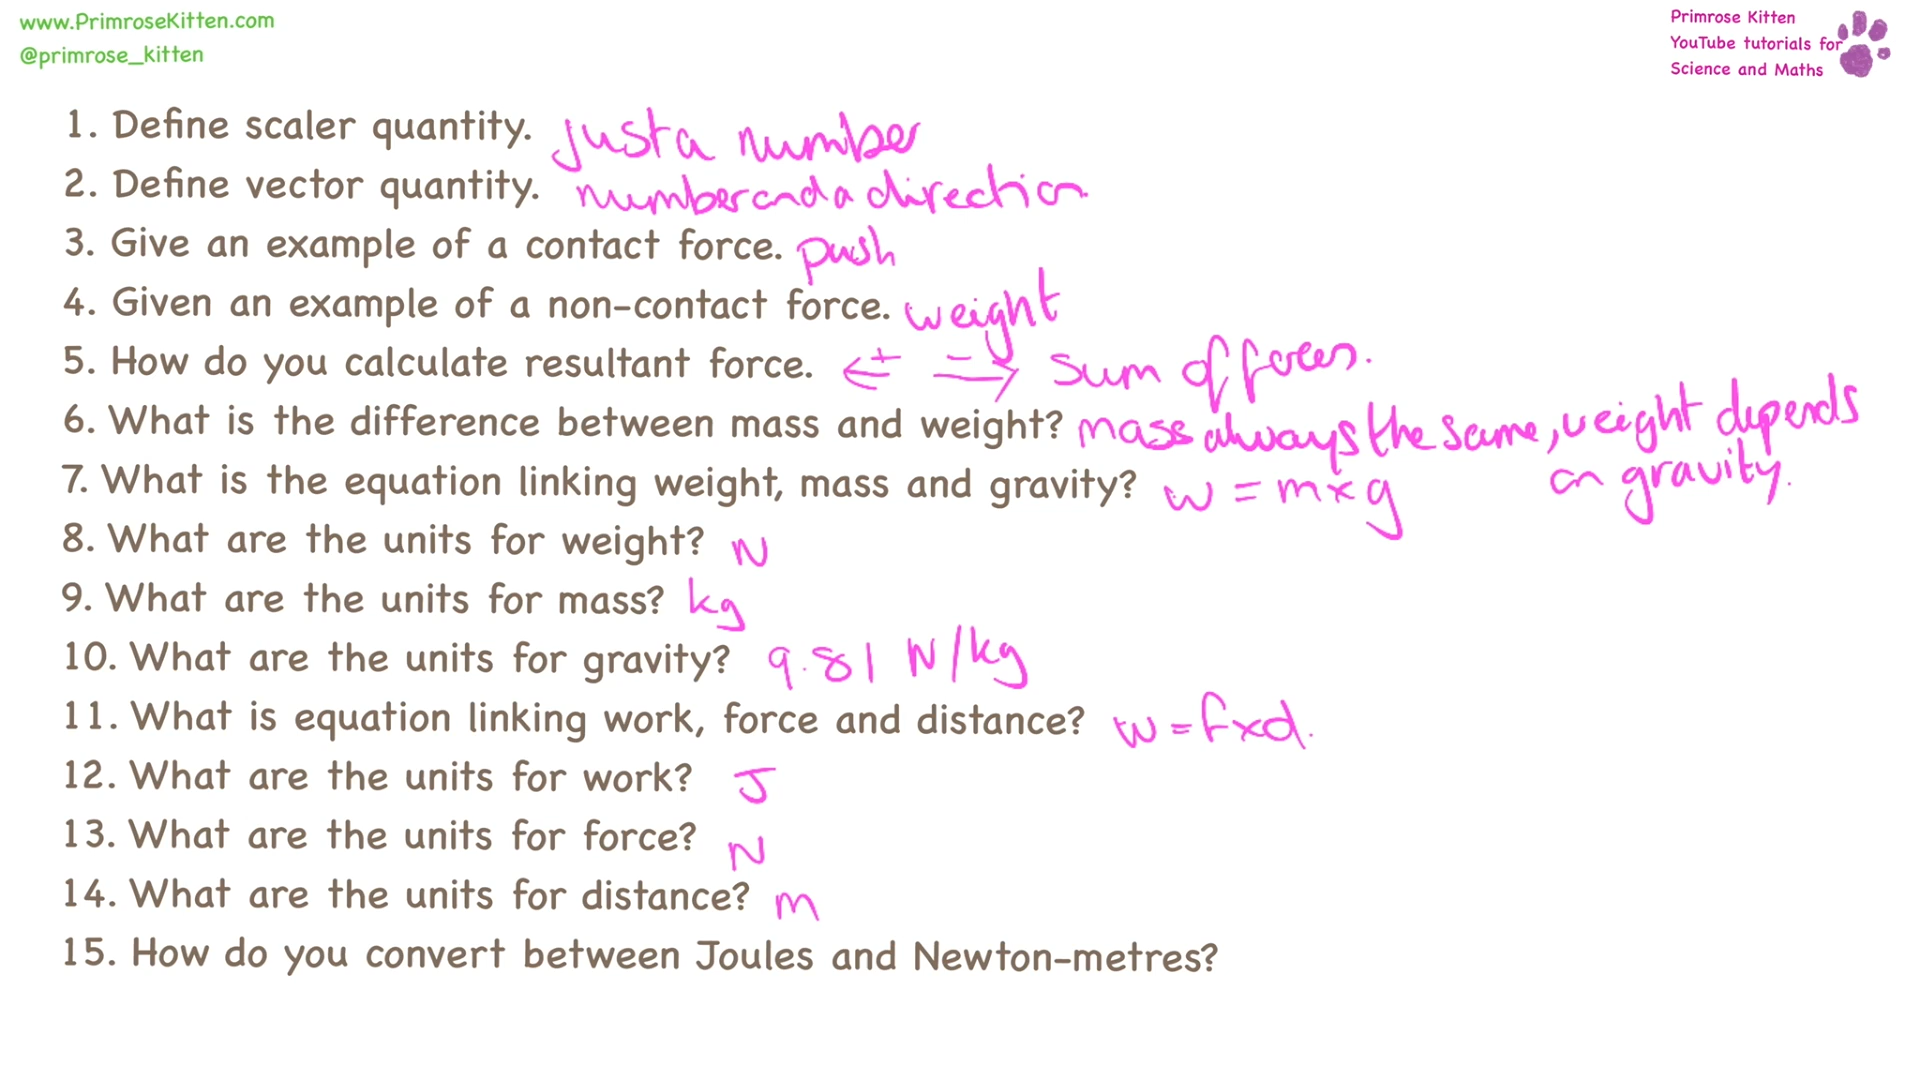 www.PrimroseKitten.com
@primrose_kitten
Primrose Kitten
YouTube tutorials for
Science and Maths
1. Define scaler quantity. just a number
2. Define vector quantity. number and a direction
3. Give an example of a contact force. push
4. Given an example of a non-contact force. weight
5. How do you calculate resultant force. ← + − → sum of forces.
6. What is the difference between mass and weight? mass always the same, weight depends
on gravity.
7. What is the equation linking weight, mass and gravity? w = m × g
8. What are the units for weight? N
9. What are the units for mass? kg
10. What are the units for gravity? 9.81 N/kg
11. What is equation linking work, force and distance? w = f × d.
12. What are the units for work? J
13. What are the units for force? N
14. What are the units for distance? m
15. How do you convert between Joules and Newton-metres?